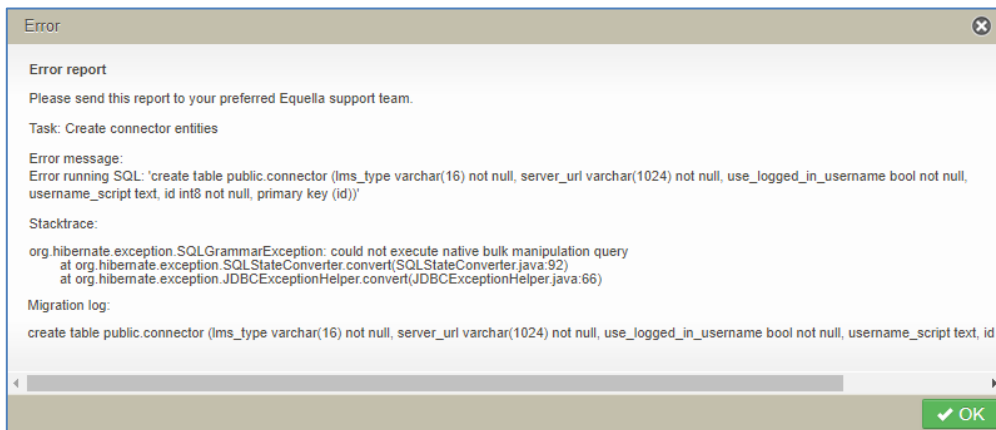 Error
Error report
Please send this report to your preferred Equella support team.
Task: Create connector entities
Error message:
Error running SQL: 'create table public.connector (lms_type varchar(16) not null, server_url varchar(1024) not null, use_logged_in_username bool not null,
username_script text, id int8 not null, primary key (id))'
Stacktrace:
org.hibernate.exception.SQLGrammarException: could not execute native bulk manipulation query
at org.hibernate.exception.SQLStateConverter.convert(SQLStateConverter.java:92)
at org.hibernate.exception.JDBCExceptionHelper.convert(JDBCExceptionHelper.java:66)
Migration log:
create table public.connector (lms_type varchar(16) not null, server_url varchar(1024) not null, use_logged_in_username bool not null, username_script text, id
OK